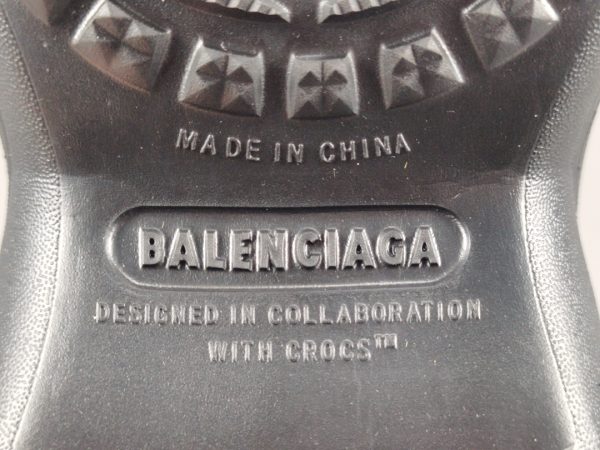 MADE IN CHINA
BALENCIAGA
DESIGNED IN COLLABORATION
WITH CROCS™